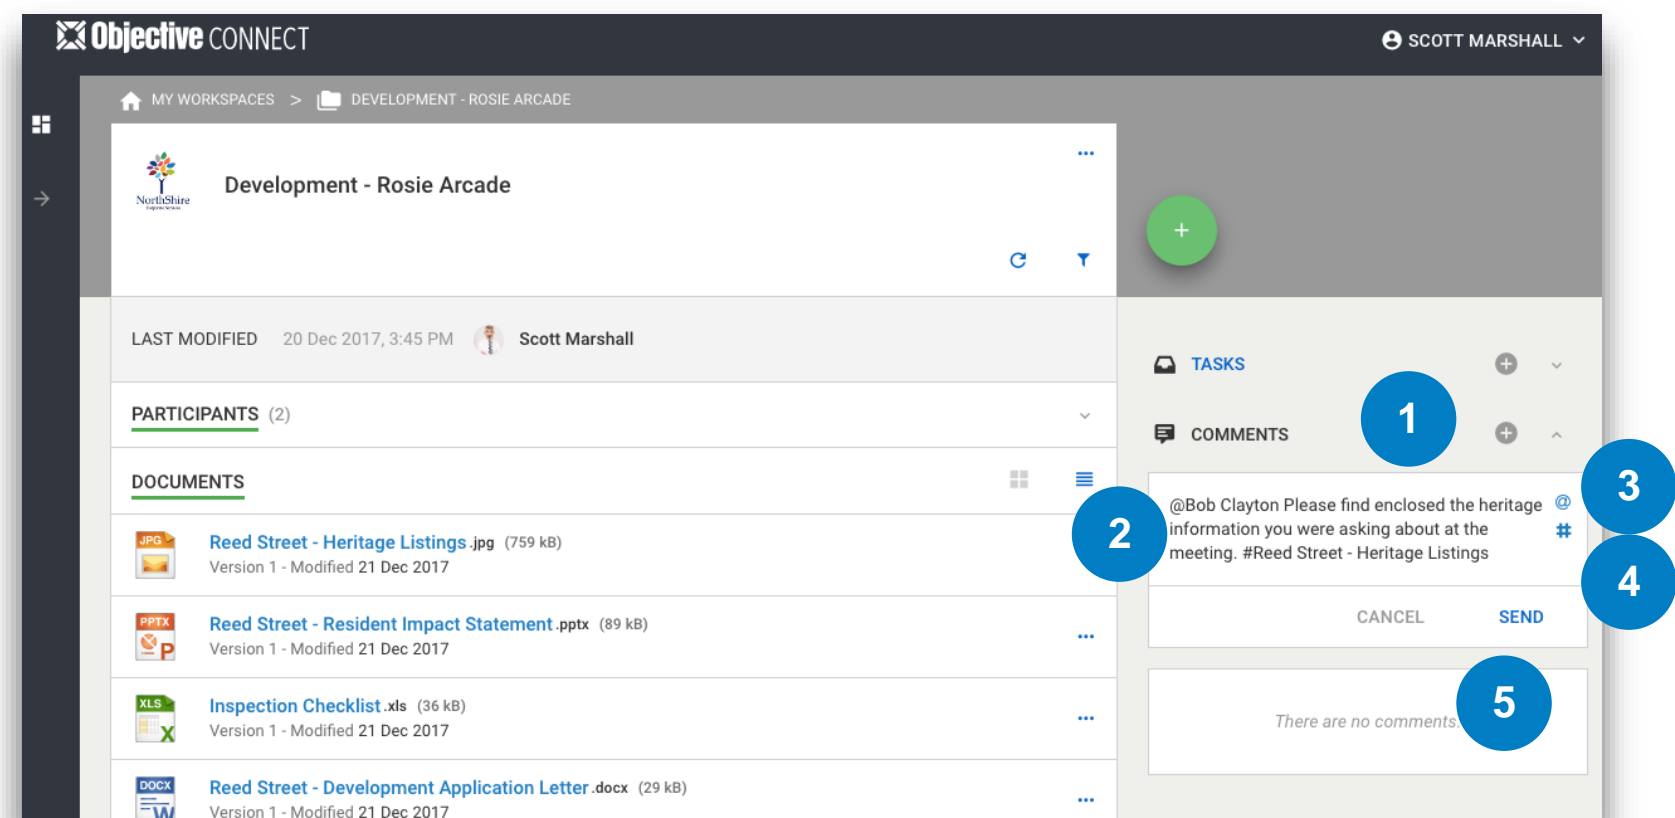 Objective CONNECT
SCOTT MARSHALL
MY WORKSPACES > DEVELOPMENT - ROSIE ARCADE
NorthShire
Development - Rosie Arcade
+
LAST MODIFIED 20 Dec 2017, 3:45 PM Scott Marshall
PARTICIPANTS (2)
DOCUMENTS
JPG
Reed Street - Heritage Listings.jpg (759 kB)
Version 1 - Modified 21 Dec 2017
PPTX
P
Reed Street - Resident Impact Statement.pptx (89 kB)
Version 1 - Modified 21 Dec 2017
XLS
X
Inspection Checklist.xls (36 kB)
Version 1 - Modified 21 Dec 2017
DOCX
W
Reed Street - Development Application Letter.docx (29 kB)
Version 1 - Modified 21 Dec 2017
TASKS
1
COMMENTS
2
@Bob Clayton Please find enclosed the heritage
information you were asking about at the
meeting. #Reed Street - Heritage Listings
@
#
3
4
CANCEL SEND
5
There are no comments.